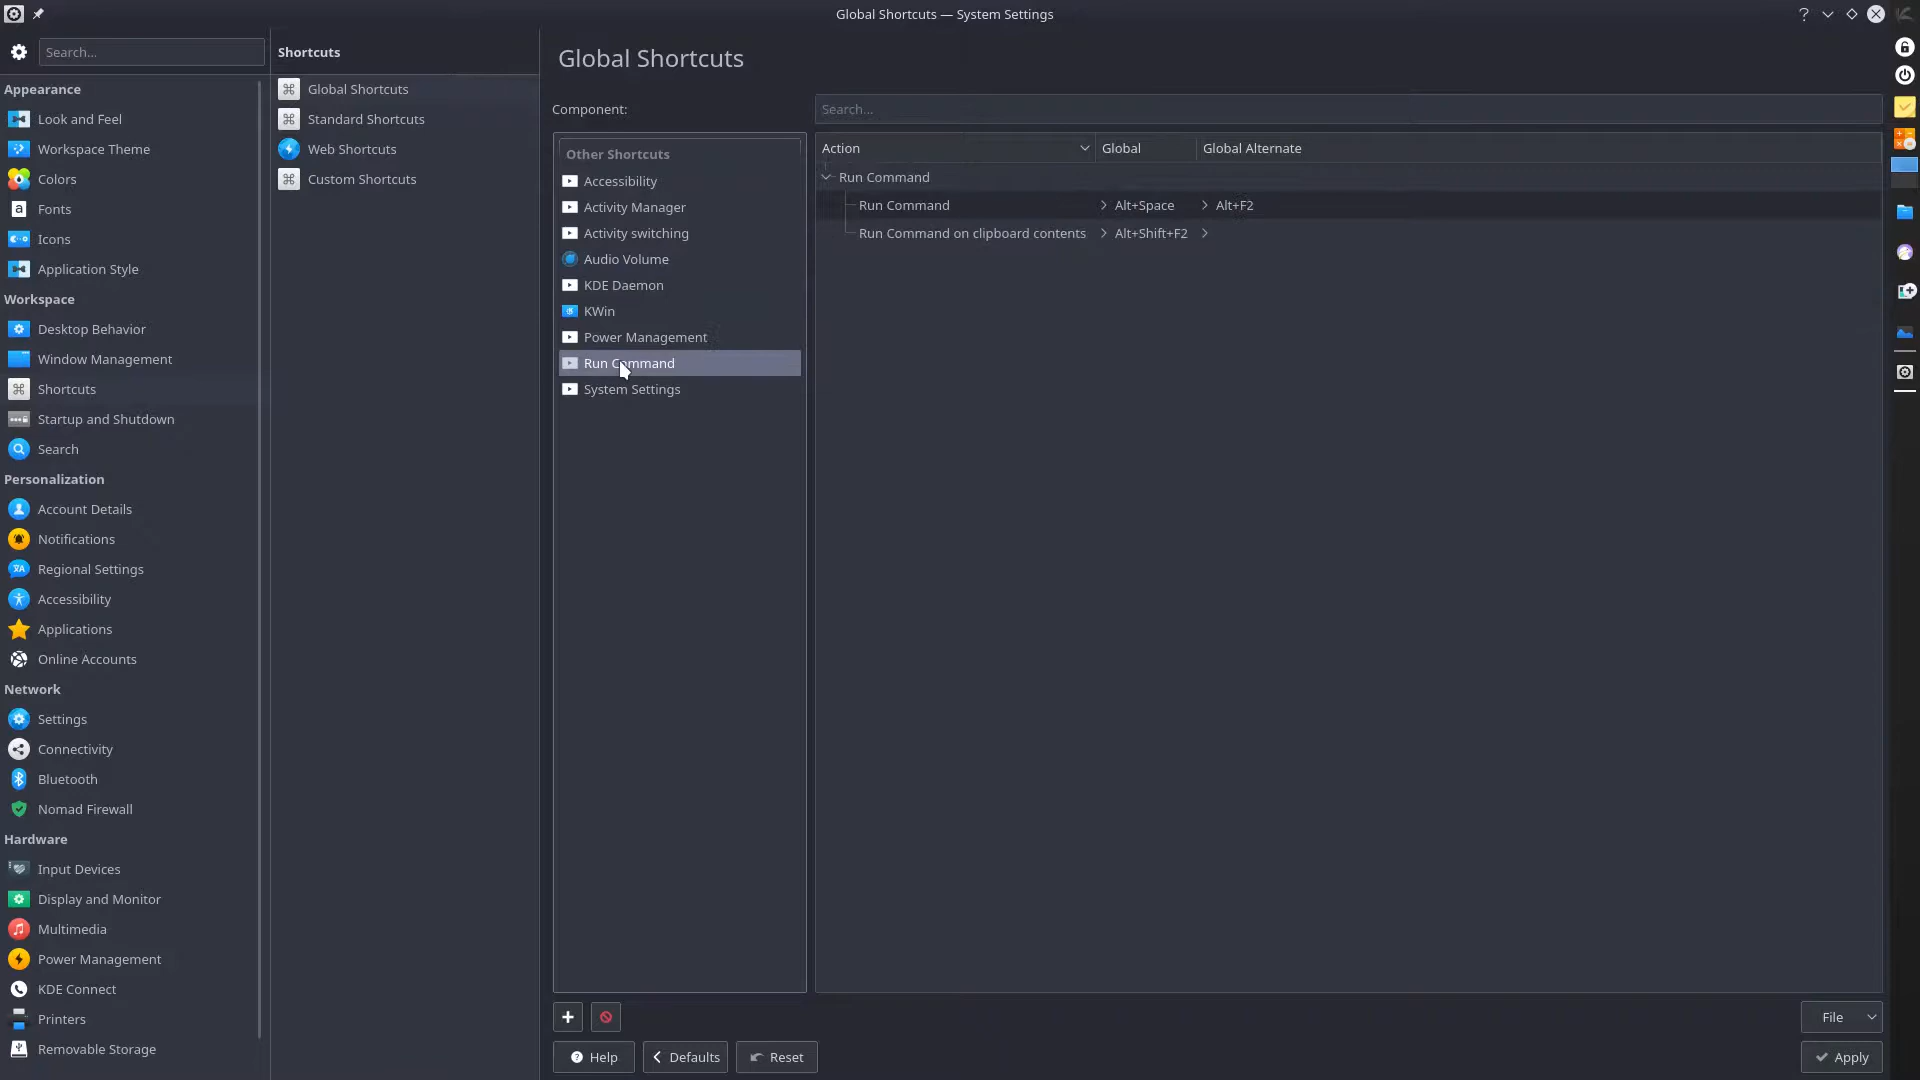 Global Shortcuts — System Settings
Search...
Appearance
Look and Feel
Workspace Theme
Colors
Fonts
Icons
Application Style
Workspace
Desktop Behavior
Window Management
Shortcuts
Startup and Shutdown
Search
Personalization
Account Details
Notifications
Regional Settings
Accessibility
Applications
Online Accounts
Network
Settings
Connectivity
Bluetooth
Nomad Firewall
Hardware
Input Devices
Display and Monitor
Multimedia
Power Management
KDE Connect
Printers
Removable Storage
Shortcuts
Global Shortcuts
Standard Shortcuts
Web Shortcuts
Custom Shortcuts
Global Shortcuts
Component:
Search...
Other Shortcuts
Accessibility
Activity Manager
Activity switching
Audio Volume
KDE Daemon
KWin
Power Management
Run Command
System Settings
Action Global Global Alternate
Run Command
Run Command Alt+Space Alt+F2
Run Command on clipboard contents Alt+Shift+F2
File
Help Defaults Reset Apply